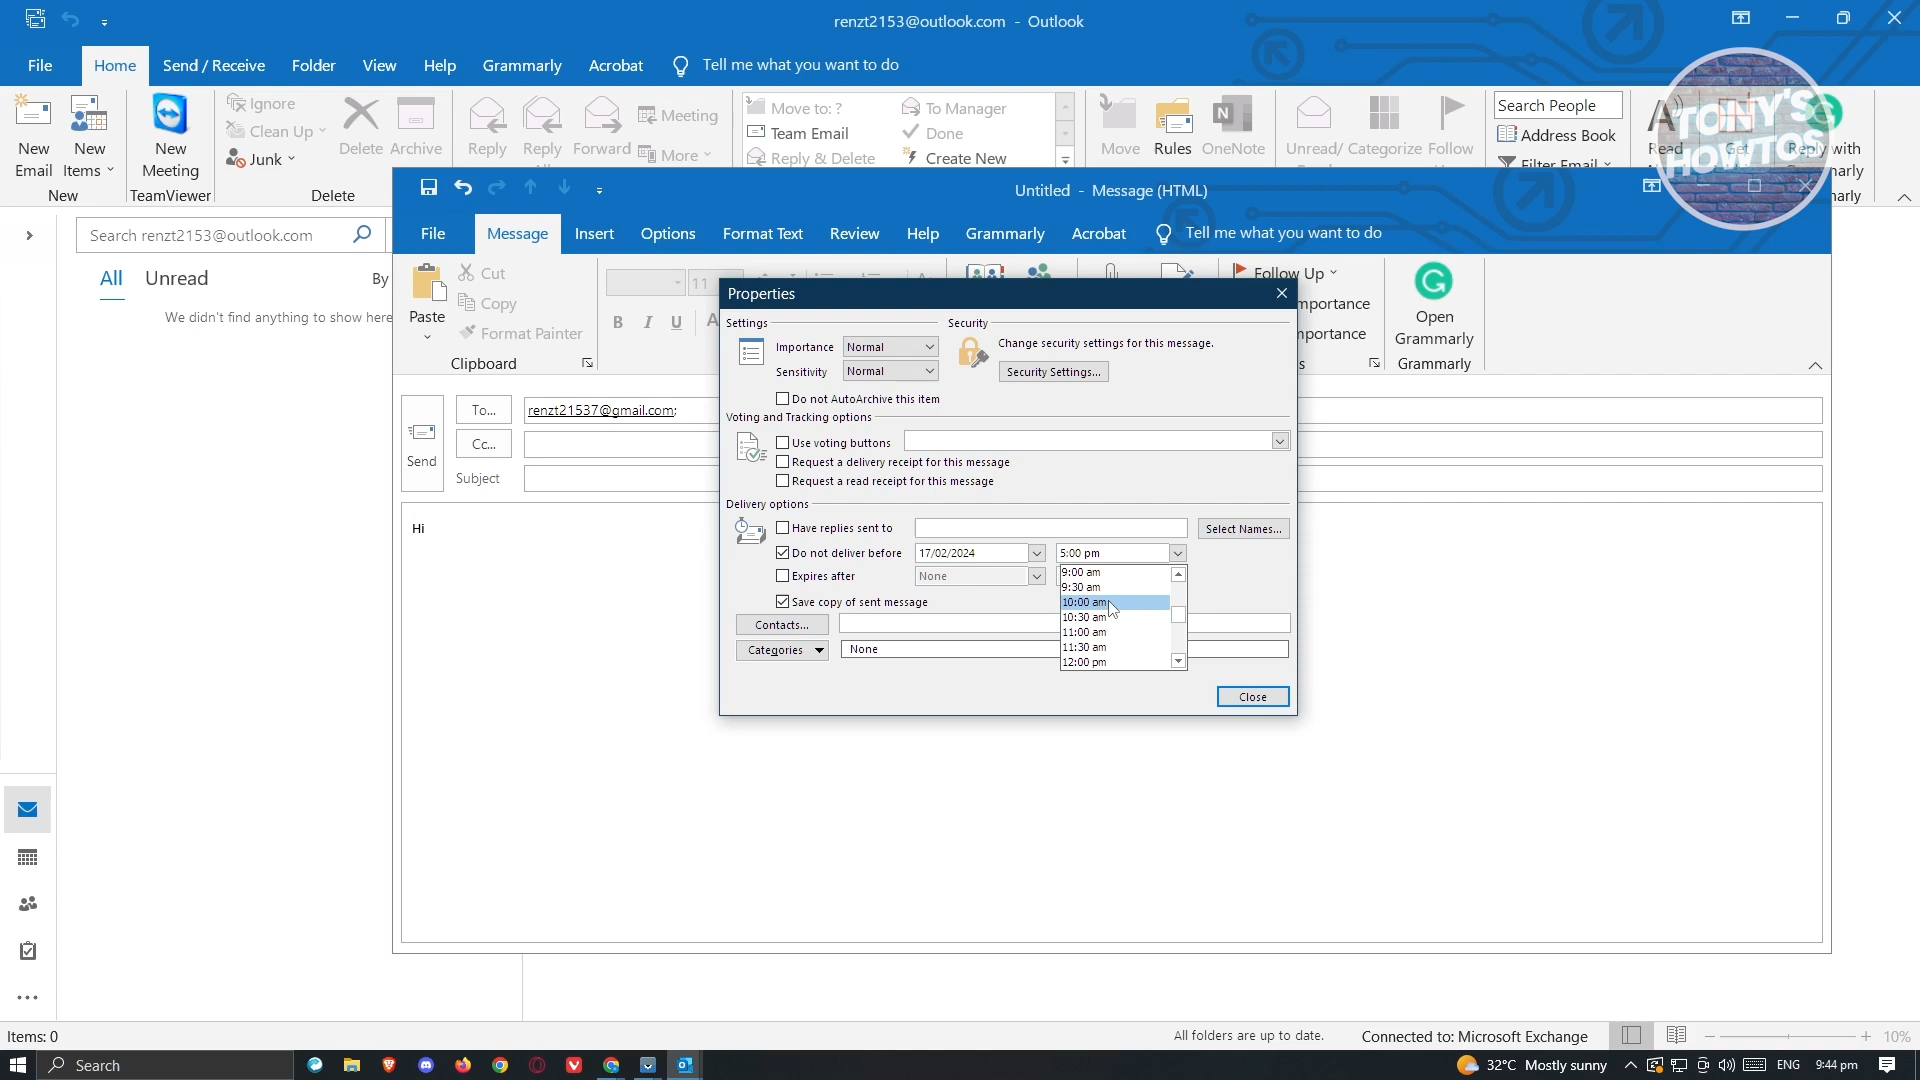 renzt2153@outlook.com - Outlook
File Home Send / Receive Folder View Help Grammarly Acrobat Tell me what you want to do
New Email
New Items
New
New Meeting
TeamViewer
Ignore
Clean Up
Junk
Delete
Archive
Delete
Reply
Reply
Forward
Meeting
More
Move to: ?
Team Email
Reply & Delete
To Manager
Done
Create New
Move
Rules
OneNote
Unread/
Categorize
Follow
Search People
Address Book
Filter Email
Read
Get
Reply with
TONY'S
HOWTOS
Search renzt2153@outlook.com
All Unread By
We didn't find anything to show here
Untitled - Message (HTML)
File Message Insert Options Format Text Review Help Grammarly Acrobat Tell me what you want to do
Paste
Cut
Copy
Format Painter
Clipboard
11
B I U A
Follow Up
mportance
mportance
s
Open
Grammarly
Grammarly
Send
To... renzt21537@gmail.com;
Cc...
Subject
Hi
Properties
Settings
Importance Normal
Sensitivity Normal
Do not AutoArchive this item
Security
Change security settings for this message.
Security Settings...
Voting and Tracking options
Use voting buttons
Request a delivery receipt for this message
Request a read receipt for this message
Delivery options
Have replies sent to Select Names...
Do not deliver before 17/02/2024 5:00 pm
Expires after None
Save copy of sent message
9:00 am
9:30 am
10:00 am
10:30 am
11:00 am
11:30 am
12:00 pm
Contacts...
Categories None
Close
Items: 0
All folders are up to date. Connected to: Microsoft Exchange 10%
Search
32°C Mostly sunny ENG 9:44 pm